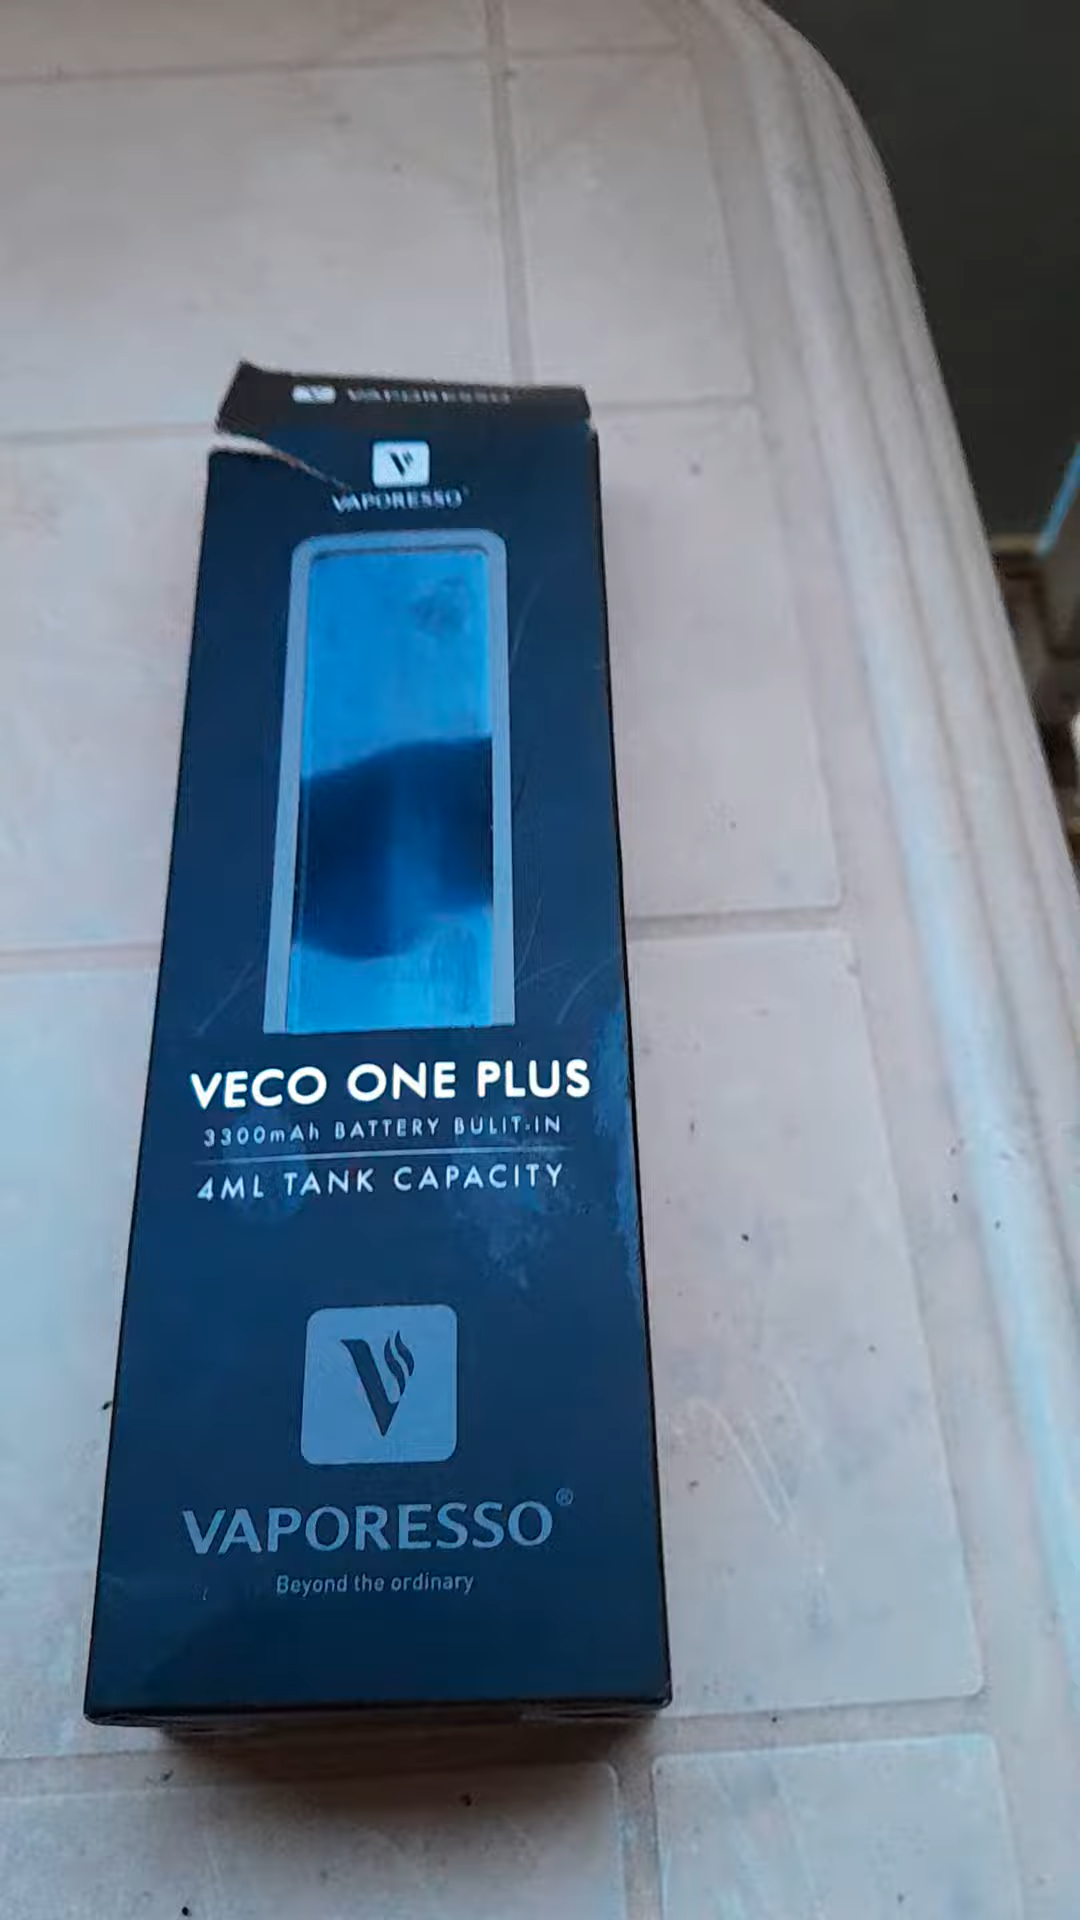 VAPORESSO
VAPORESSO
VECO ONE PLUS
3300mAh BATTERY BULIT-IN
4ML TANK CAPACITY
VAPORESSO®
Beyond the ordinary